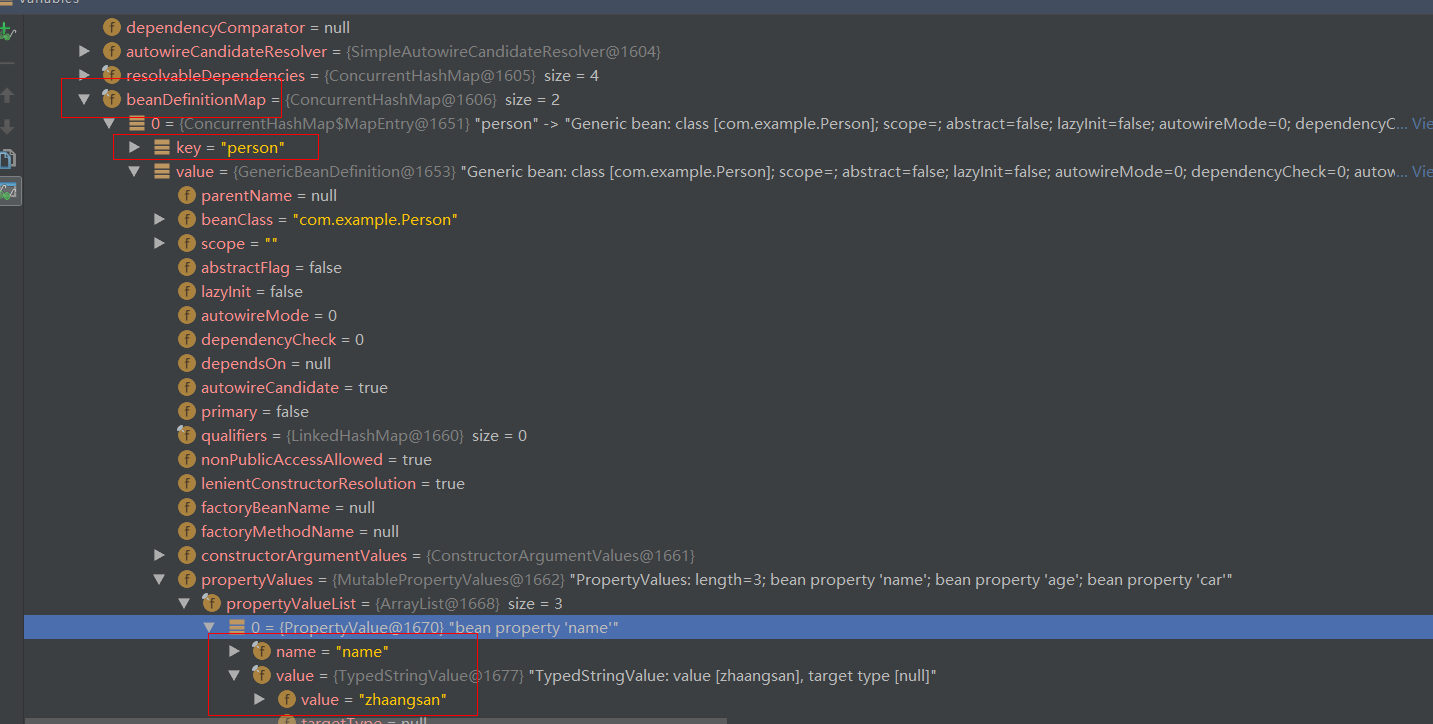 Variables
dependencyComparator = null
autowireCandidateResolver = {SimpleAutowireCandidateResolver@1604}
resolvableDependencies = {ConcurrentHashMap@1605} size = 4
beanDefinitionMap = {ConcurrentHashMap@1606} size = 2
0 = {ConcurrentHashMap$MapEntry@1651} "person" -> "Generic bean: class [com.example.Person]; scope=; abstract=false; lazyInit=false; autowireMode=0; dependencyC... Vie
key = "person"
value = {GenericBeanDefinition@1653} "Generic bean: class [com.example.Person]; scope=; abstract=false; lazyInit=false; autowireMode=0; dependencyCheck=0; autow... Vie
f parentName = null
f beanClass = "com.example.Person"
f scope = ""
f abstractFlag = false
f lazyInit = false
f autowireMode = 0
f dependencyCheck = 0
f dependsOn = null
f autowireCandidate = true
f primary = false
f qualifiers = {LinkedHashMap@1660} size = 0
f nonPublicAccessAllowed = true
f lenientConstructorResolution = true
f factoryBeanName = null
f factoryMethodName = null
f constructorArgumentValues = {ConstructorArgumentValues@1661}
f propertyValues = {MutablePropertyValues@1662} "PropertyValues: length=3; bean property 'name'; bean property 'age'; bean property 'car'"
f propertyValueList = {ArrayList@1668} size = 3
0 = {PropertyValue@1670} "bean property 'name'"
f name = "name"
f value = {TypedStringValue@1677} "TypedStringValue: value [zhaangsan], target type [null]"
f value = "zhaangsan"
f targetType = null